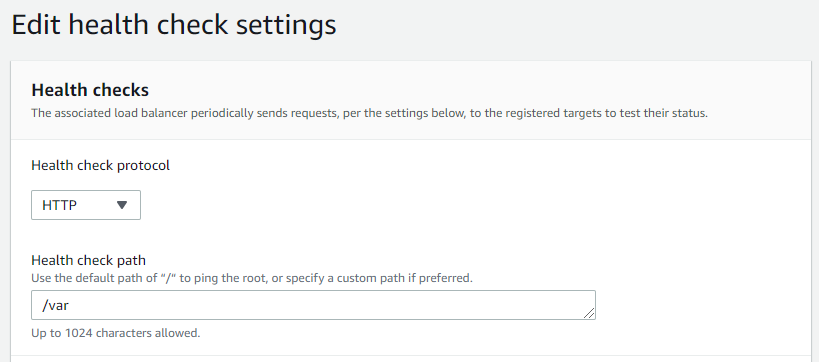 Edit health check settings
Health checks
The associated load balancer periodically sends requests, per the settings below, to the registered targets to test their status.
Health check protocol
HTTP
Health check path
Use the default path of "/" to ping the root, or specify a custom path if preferred.
/var
Up to 1024 characters allowed.